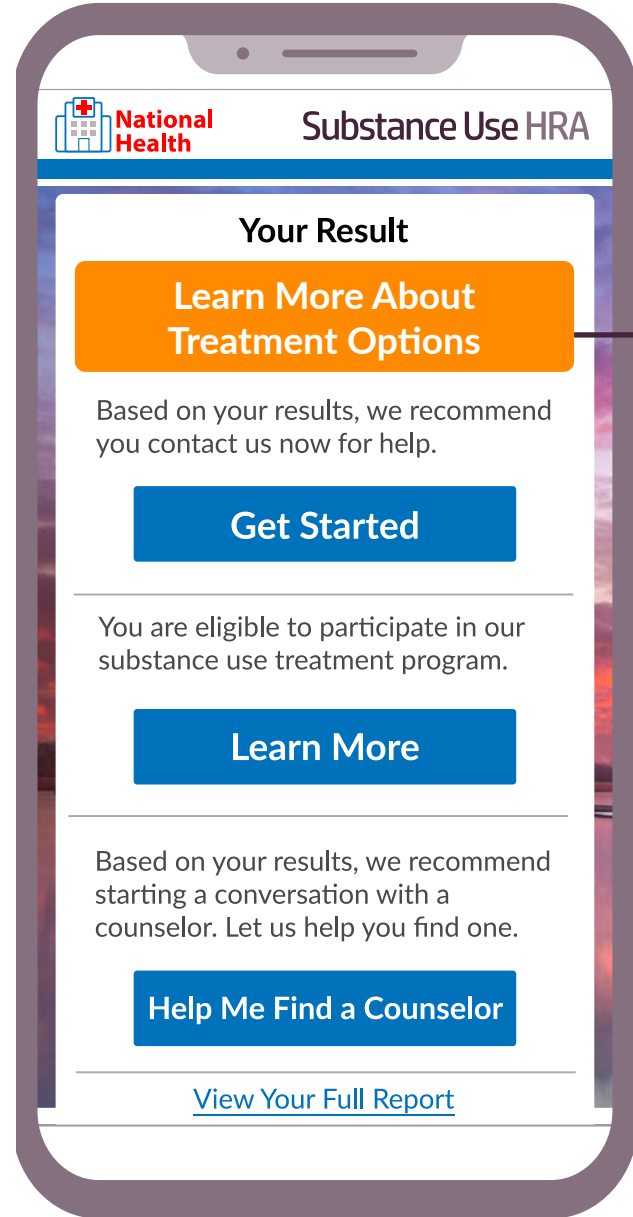 National
Health
Substance Use HRA
Your Result
Learn More About
Treatment Options
Based on your results, we recommend
you contact us now for help.
Get Started
You are eligible to participate in our
substance use treatment program.
Learn More
Based on your results, we recommend
starting a conversation with a
counselor. Let us help you find one.
Help Me Find a Counselor
View Your Full Report